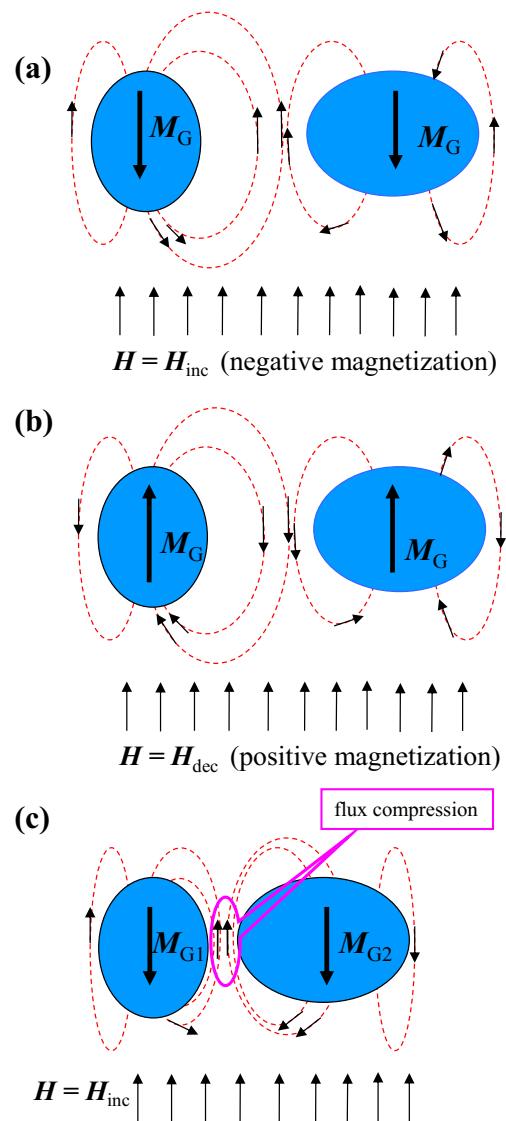 (a)
M_G
M_G
H = H_inc (negative magnetization)
(b)
M_G
M_G
H = H_dec (positive magnetization)
(c)
flux compression
M_G1
M_G2
H = H_inc